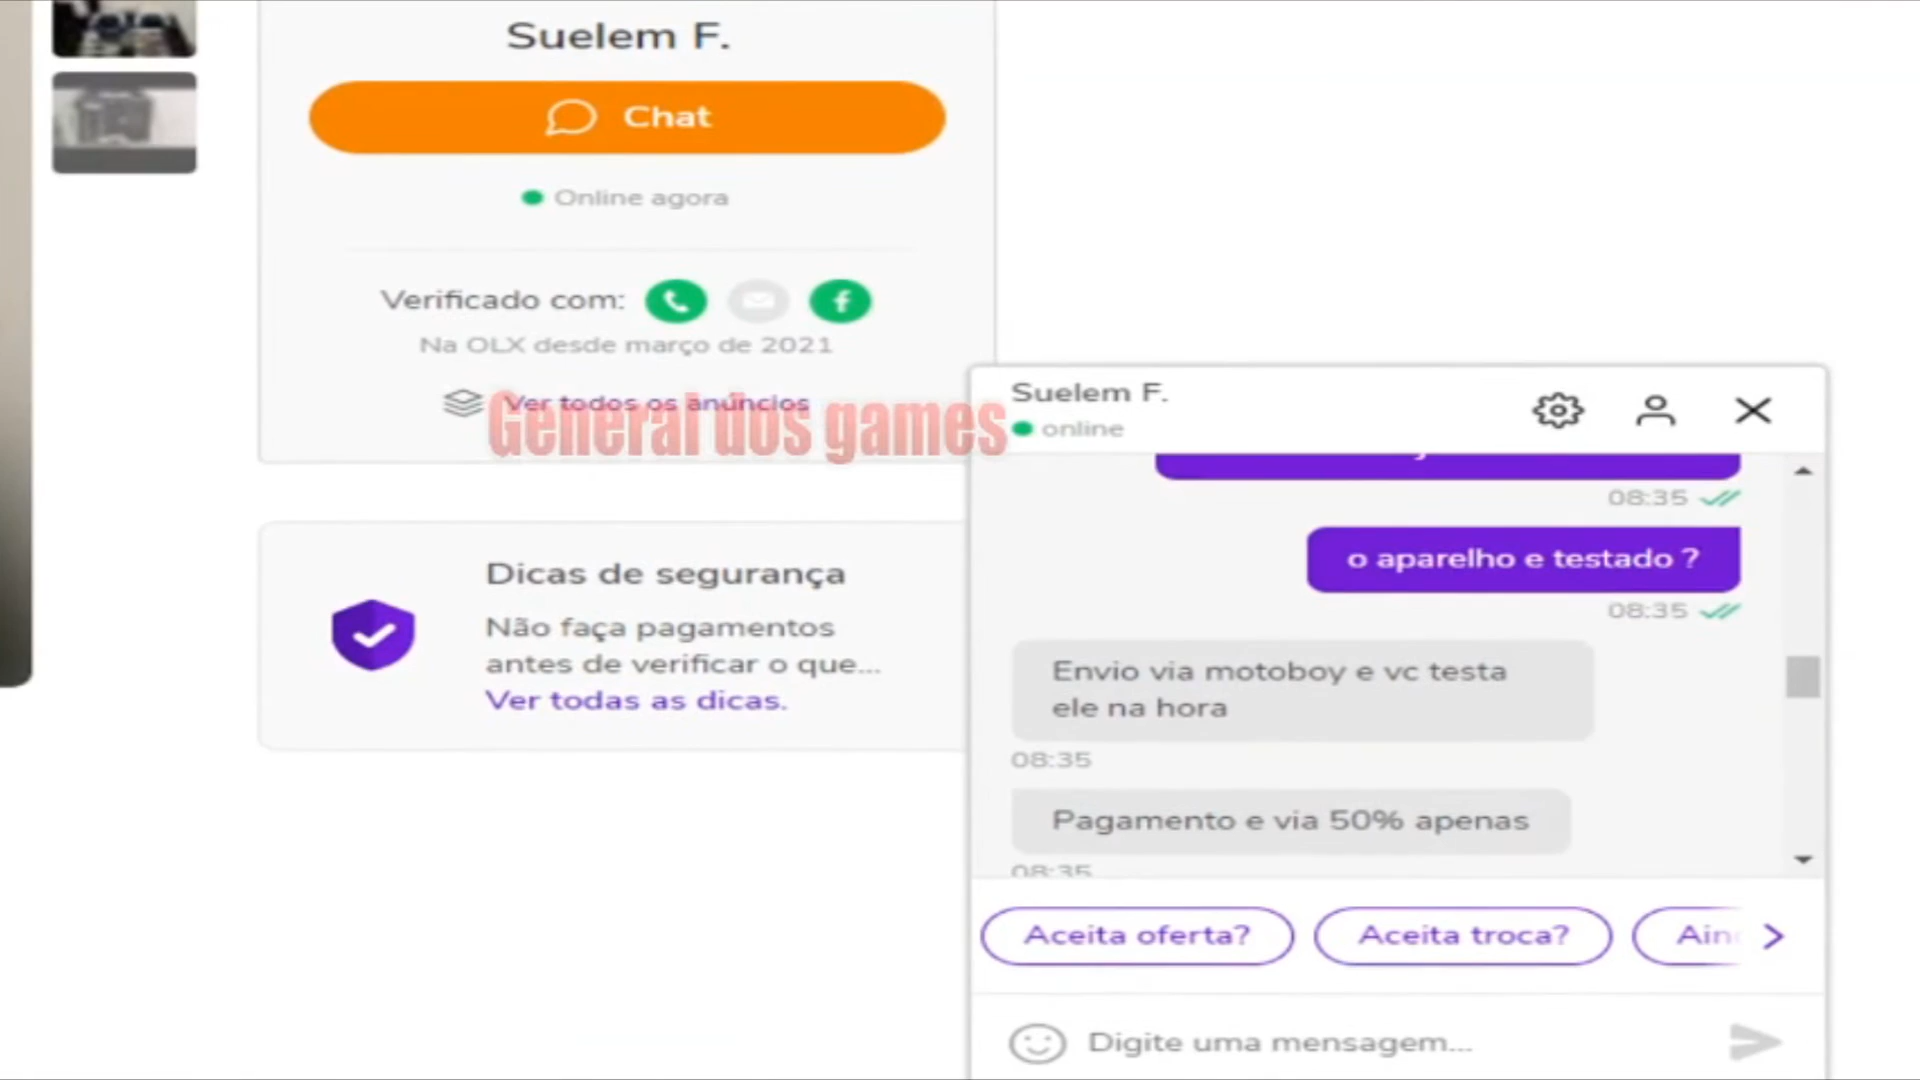 Suelem F.
Chat
Online agora
Verificado com:
Na OLX desde março de 2021
Ver todos os anúncios
General dos games
Dicas de segurança
Não faça pagamentos
antes de verificar o que...
Ver todas as dicas.
Suelem F.
online
08:35
o aparelho e testado ?
08:35
Envio via motoboy e vc testa
ele na hora
08:35
Pagamento e via 50% apenas
08:35
Aceita oferta?
Aceita troca?
Digite uma mensagem...